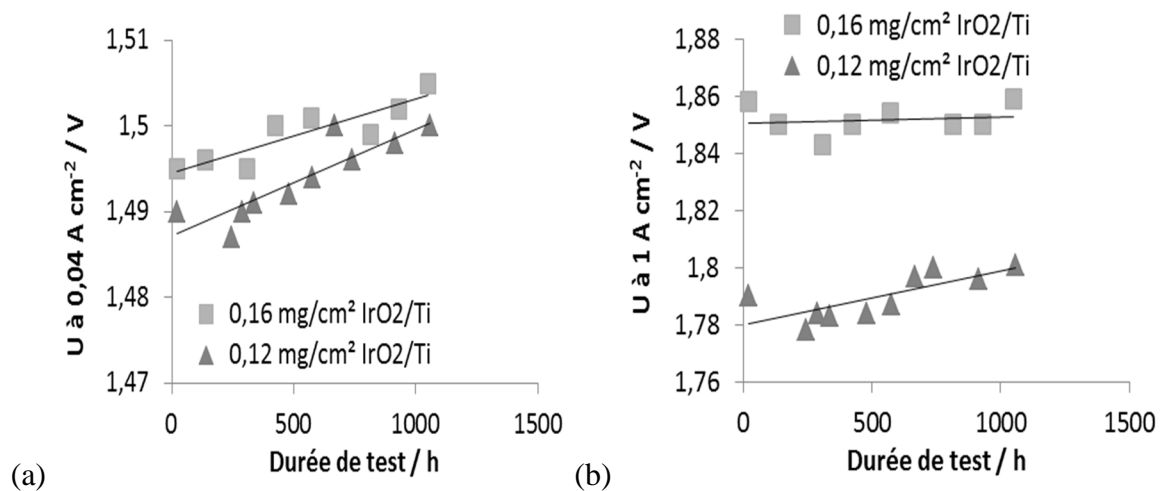 U à 0,04 A cm⁻² / V
1,51
1,5
1,49
1,48
1,47
0,16 mg/cm² IrO2/Ti
0,12 mg/cm² IrO2/Ti
0 500 1000 1500
Durée de test / h
(a)
U à 1 A cm⁻² / V
1,88
1,86
1,84
1,82
1,8
1,78
1,76
0,16 mg/cm² IrO2/Ti
0,12 mg/cm² IrO2/Ti
0 500 1000 1500
Durée de test / h
(b)